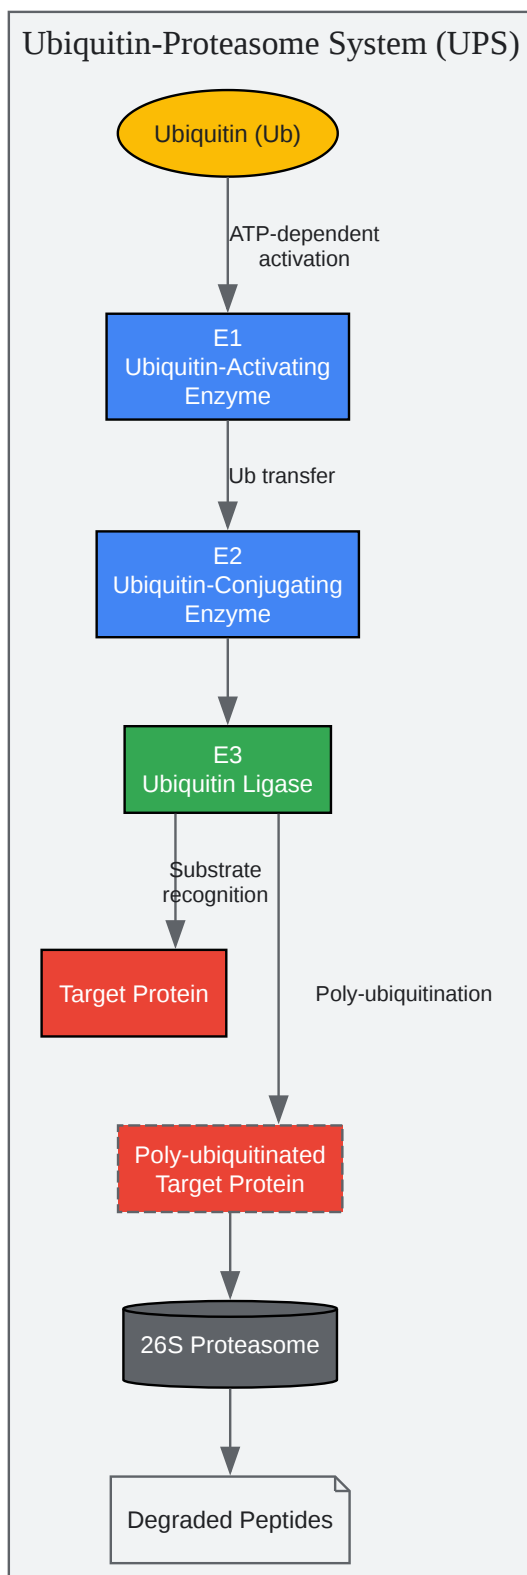 Ubiquitin-Proteasome System (UPS)
Ubiquitin (Ub)
ATP-dependent
activation
E1
Ubiquitin-Activating
Enzyme
Ub transfer
E2
Ubiquitin-Conjugating
Enzyme
E3
Ubiquitin Ligase
Substrate
recognition
Target Protein
Poly-ubiquitination
Poly-ubiquitinated
Target Protein
26S Proteasome
Degraded Peptides